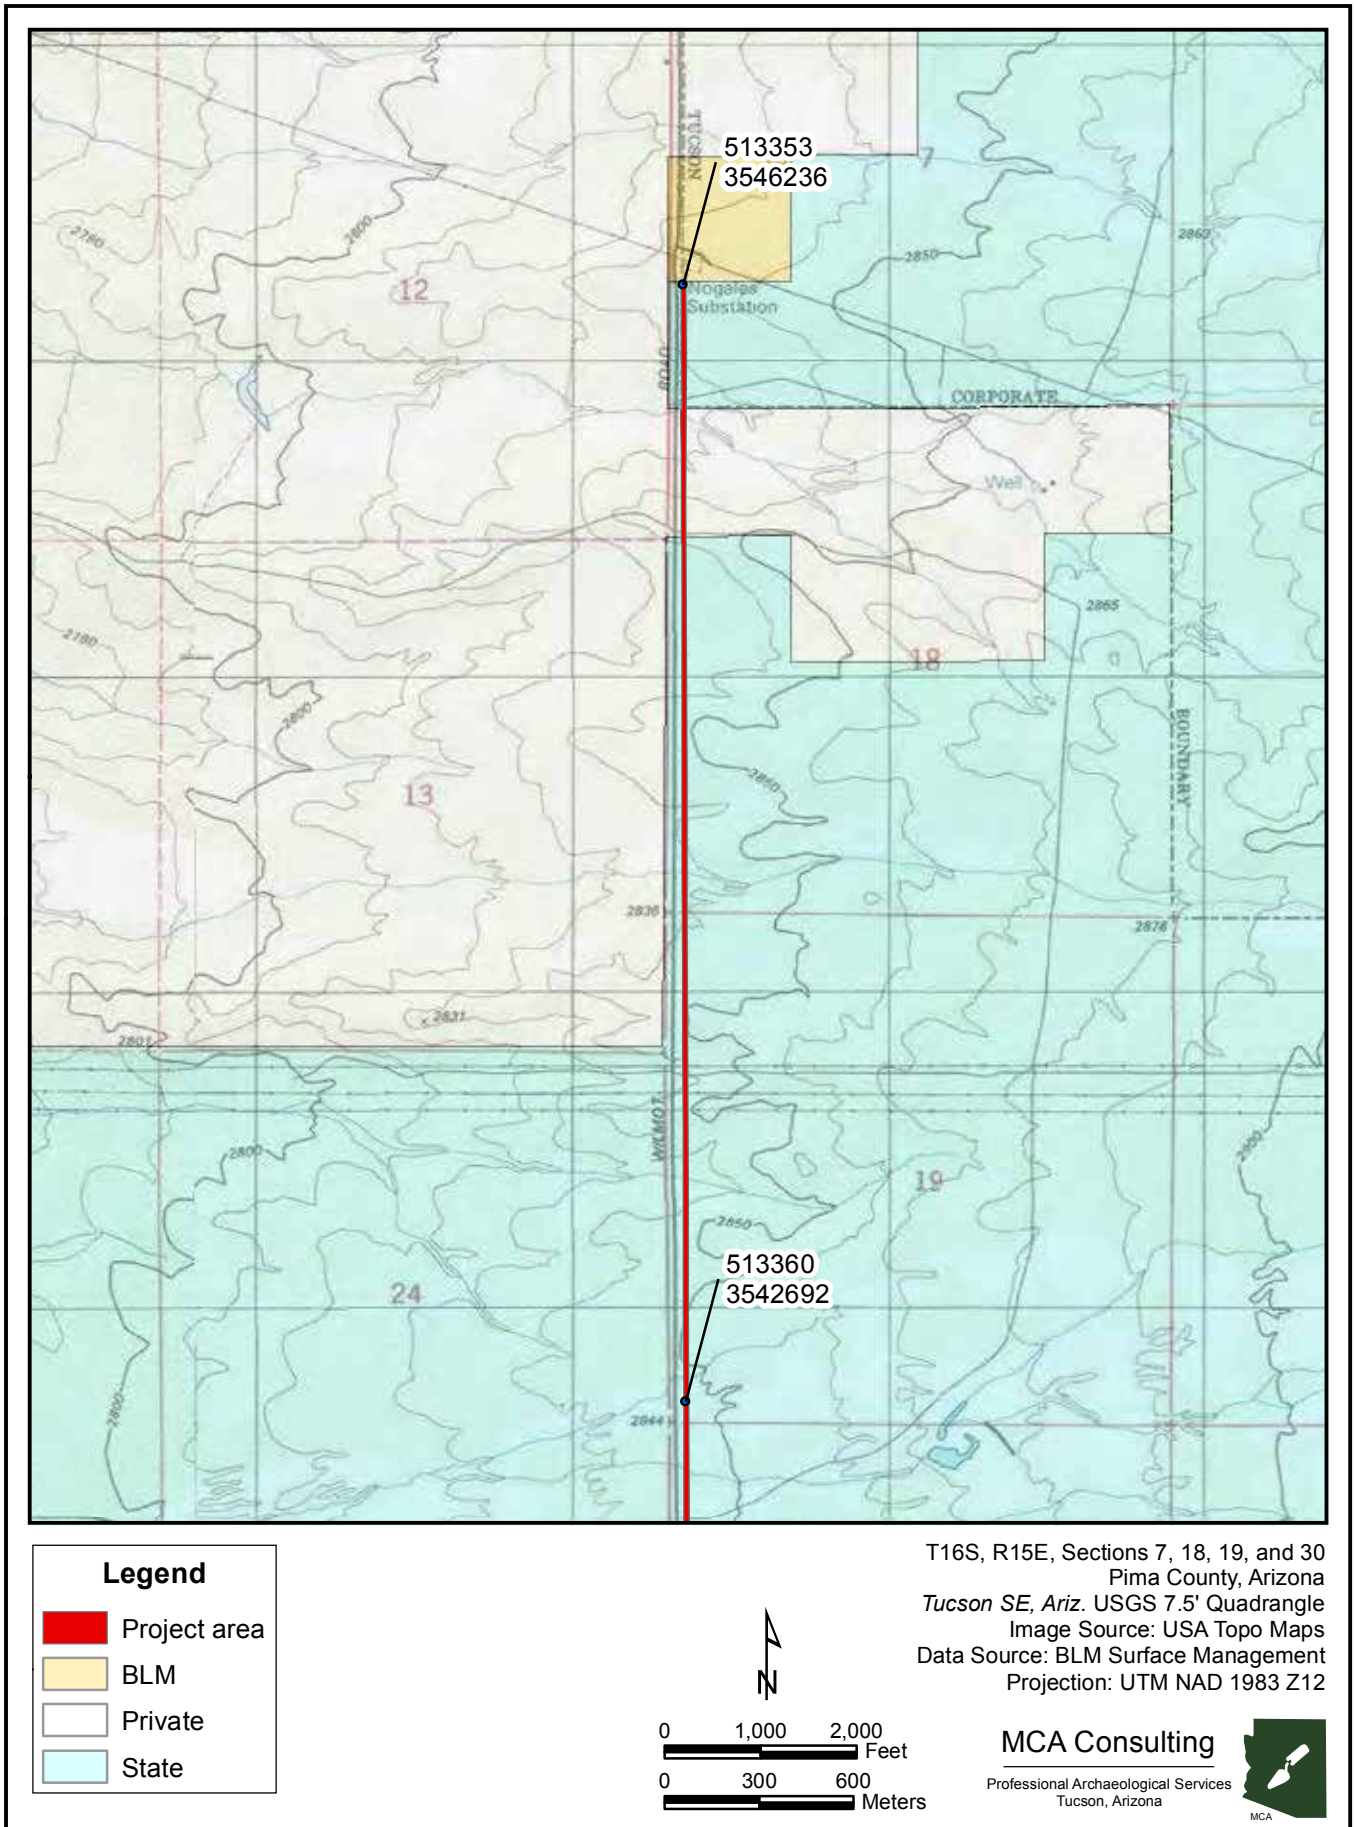 TUCSON
513353
3546236
7
2800
2780
2862
2850
12
Nogales
Substation
ROAD
CORPORATE
Well
2865
2780
18
2800
BOUNDARY
2860
13
2836
2878
2831
2801
WILMOT
2800
2900
19
2850
513360
3542692
24
2800
2844
Legend
Project area
BLM
Private
State
T16S, R15E, Sections 7, 18, 19, and 30
Pima County, Arizona
Tucson SE, Ariz. USGS 7.5' Quadrangle
Image Source: USA Topo Maps
Data Source: BLM Surface Management
Projection: UTM NAD 1983 Z12
N
0 1,000 2,000
Feet
0 300 600
Meters
MCA Consulting
Professional Archaeological Services
Tucson, Arizona
MCA